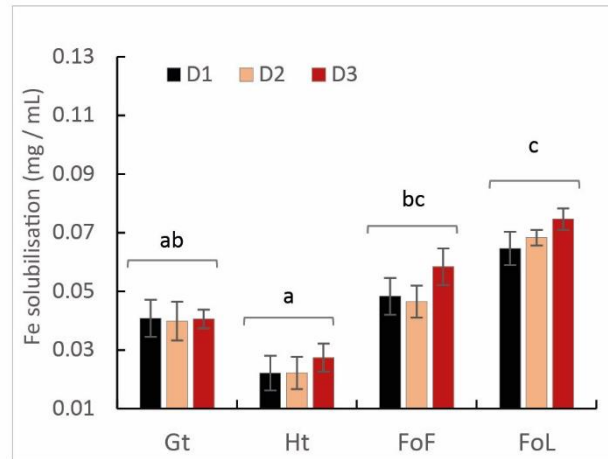 0.13
D1 D2 D3
0.11
c
0.09
bc
0.07
ab
0.05
a
0.03
0.01
Gt Ht FoF FoL
Fe solubilisation (mg / mL)